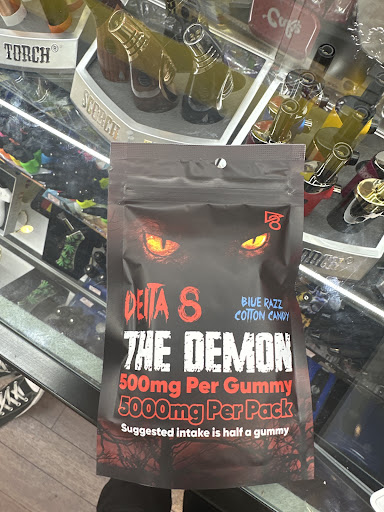 TORCH®
SCORCH
DELTA 8
BLUE RAZZ
COTTON CANDY
THE DEMON
500mg Per Gummy
5000mg Per Pack
Suggested intake is half a gummy